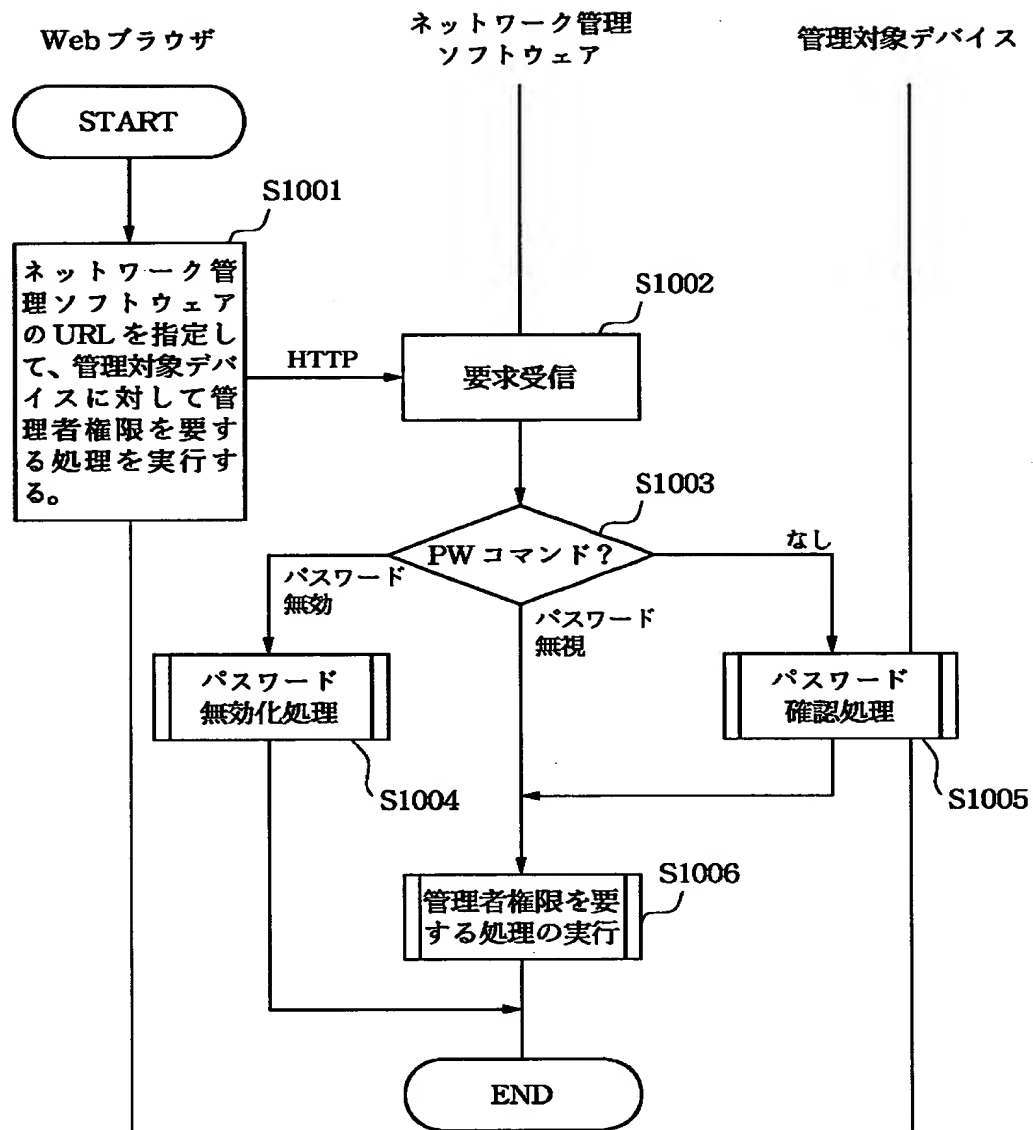 Webブラウザ
ネットワーク管理
ソフトウェア
管理対象デバイス
START
S1001
ネットワーク管
理ソフトウェア
のURLを指定し
て、管理対象デバ
イスに対して管
理者権限を要す
る処理を実行す
る。
HTTP
S1002
要求受信
S1003
PWコマンド？
パスワード
無効
パスワード
無視
なし
パスワード
無効化処理
S1004
パスワード
確認処理
S1005
S1006
管理者権限を要
する処理の実行
END